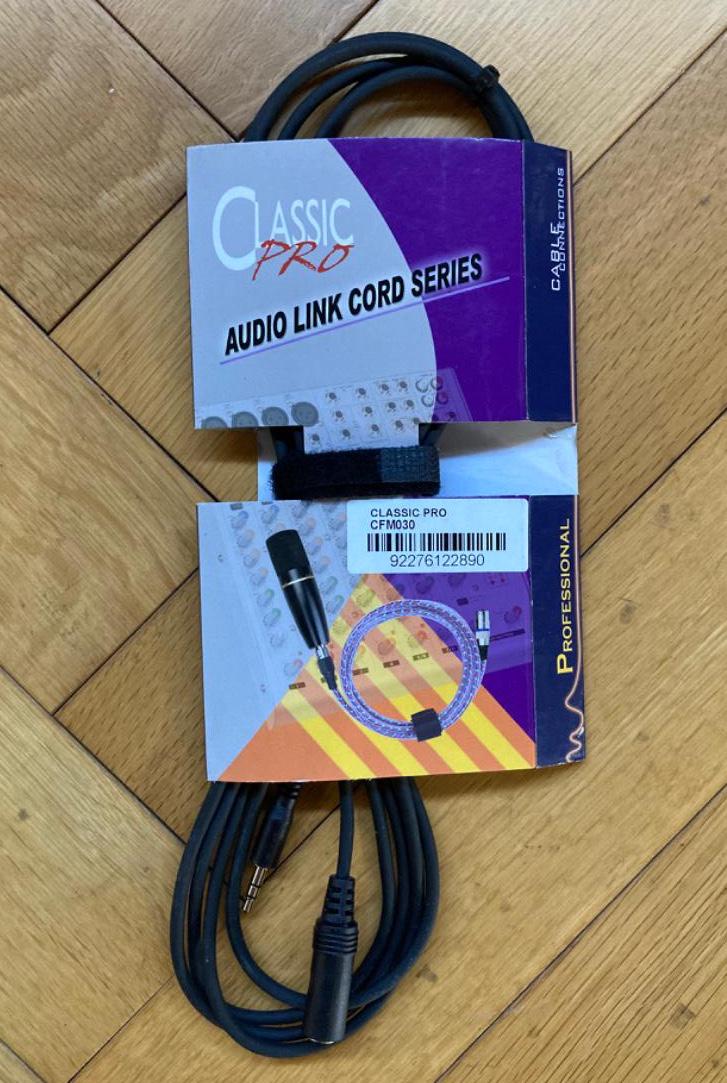 CLASSIC
PRO
AUDIO LINK CORD SERIES
CABLE
CONNECTIONS
CLASSIC PRO
CFM030
92276122890
PROFESSIONAL